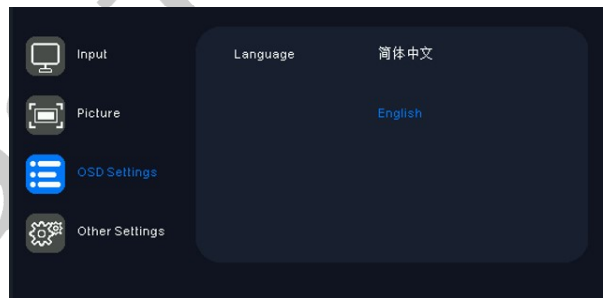 Input
Language 简体中文
Picture
English
OSD Settings
Other Settings